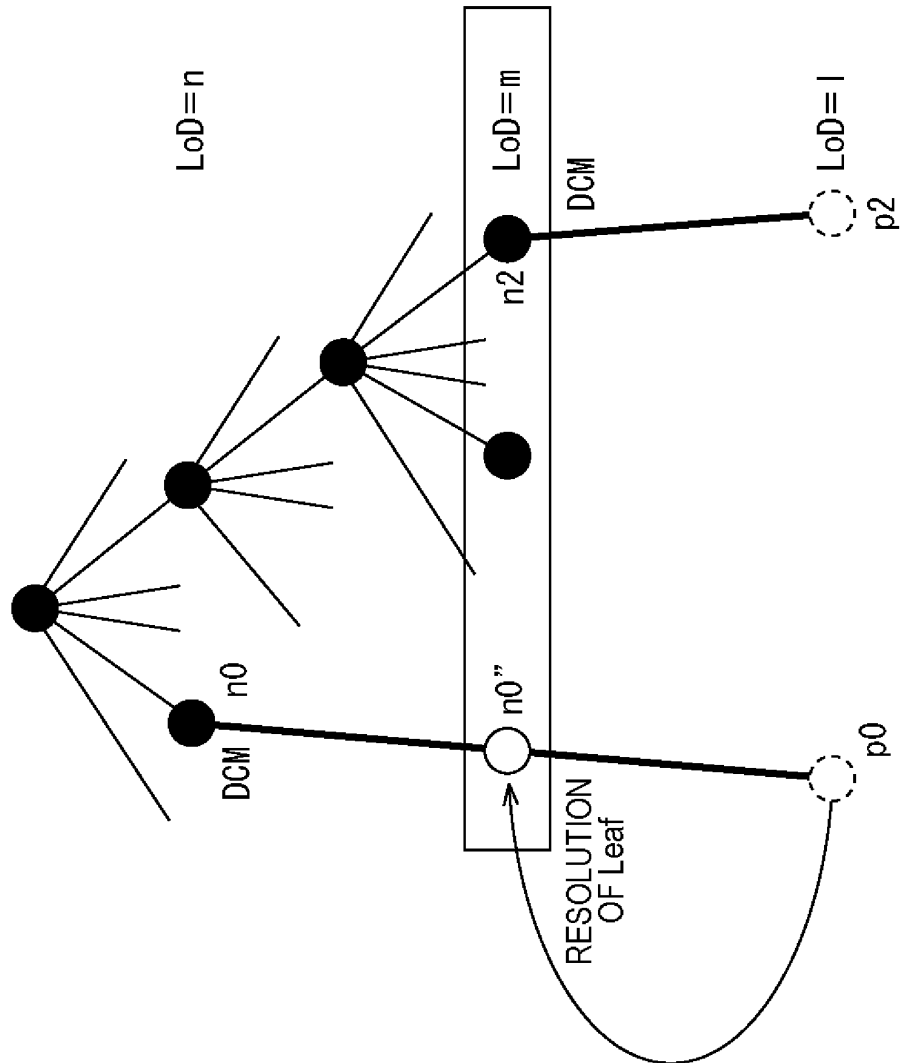 LoD=n
DCM
n0
n0”
n2
LoD=m
RESOLUTION
OF Leaf
DCM
LoD=l
p0
p2